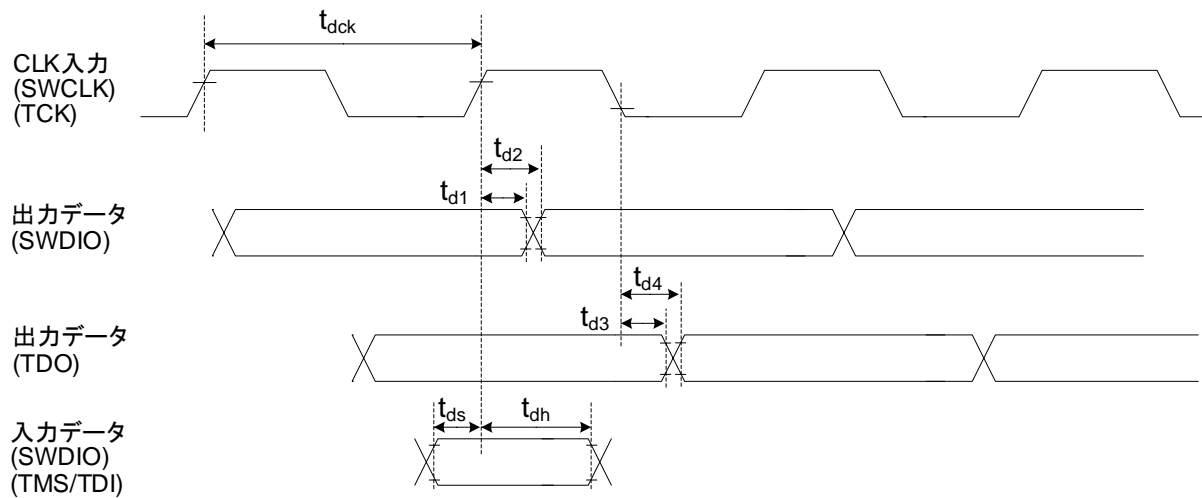 tdck
CLK入力
(SWCLK)
(TCK)
td2
td1
出力データ
(SWDIO)
td4
td3
出力データ
(TDO)
tds
tdh
入力データ
(SWDIO)
(TMS/TDI)